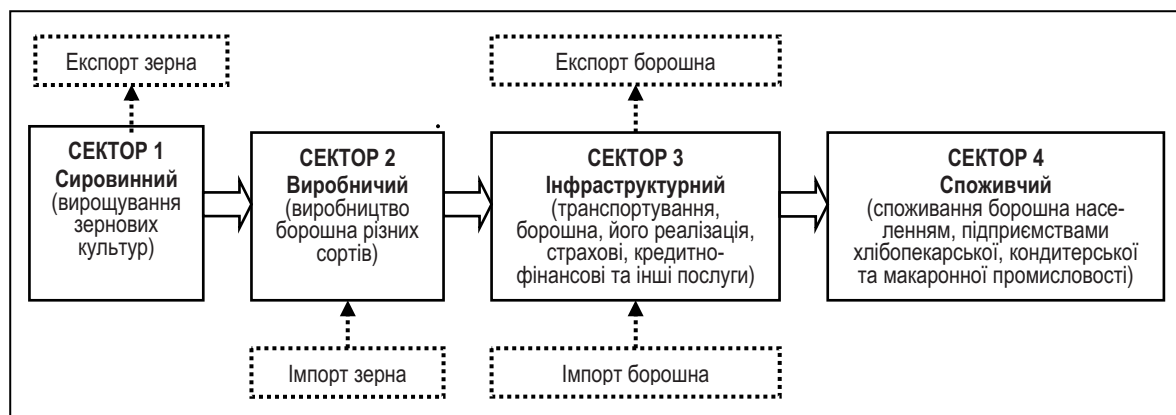 Експорт зерна
Експорт борошна
СЕКТОР 1
Сировинний
(вирощування
зернових
культур)
СЕКТОР 2
Виробничий
(виробництво
борошна різних
сортів)
СЕКТОР 3
Інфраструктурний
(транспортування,
борошна, його реалізація,
страхові, кредитно-
фінансові та інші послуги)
СЕКТОР 4
Споживчий
(споживання борошна насе-
ленням, підприємствами
хлібопекарської, кондитерської
та макаронної промисловості)
Імпорт зерна
Імпорт борошна